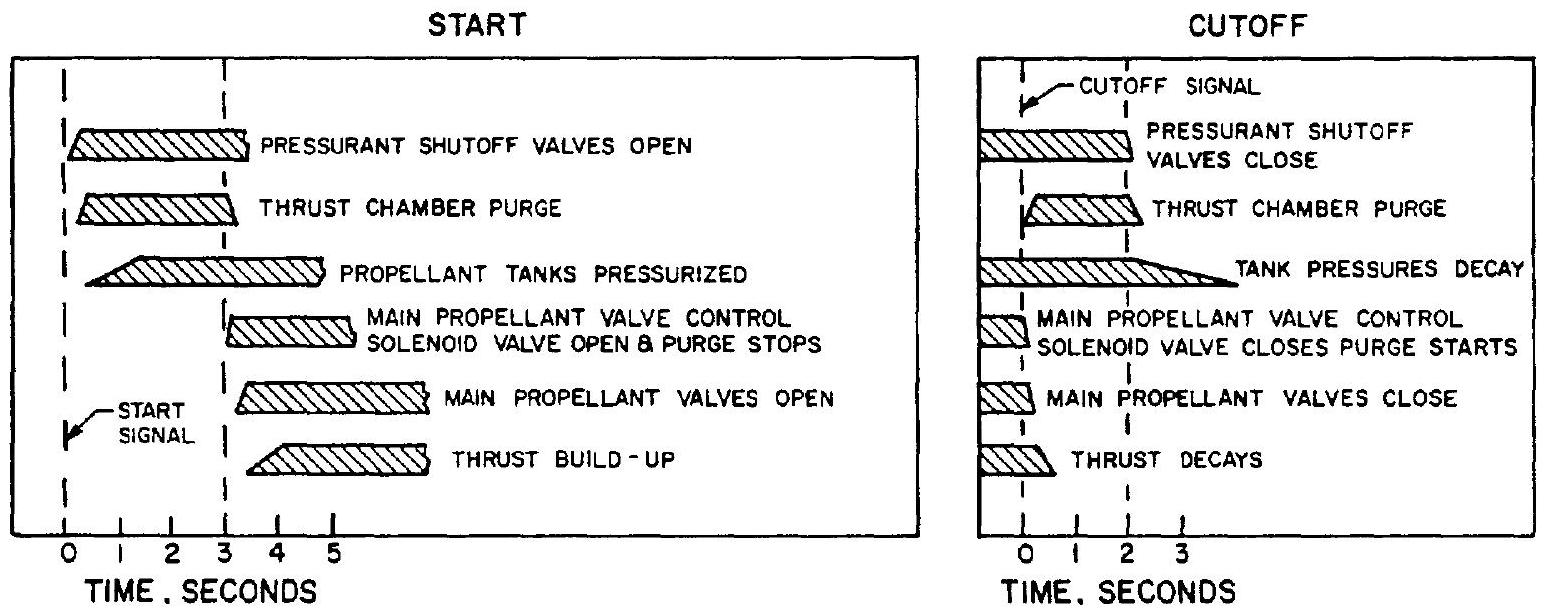 START
PRESSURANT SHUTOFF VALVES OPEN
THRUST CHAMBER PURGE
PROPELLANT TANKS PRESSURIZED
MAIN PROPELLANT VALVE CONTROL
SOLENOID VALVE OPEN & PURGE STOPS
MAIN PROPELLANT VALVES OPEN
START
SIGNAL
THRUST BUILD-UP
0 1 2 3 4 5
TIME, SECONDS
CUTOFF
CUTOFF SIGNAL
PRESSURANT SHUTOFF
VALVES CLOSE
THRUST CHAMBER PURGE
TANK PRESSURES DECAY
MAIN PROPELLANT VALVE CONTROL
SOLENOID VALVE CLOSES PURGE STARTS
MAIN PROPELLANT VALVES CLOSE
THRUST DECAYS
0 1 2 3
TIME, SECONDS